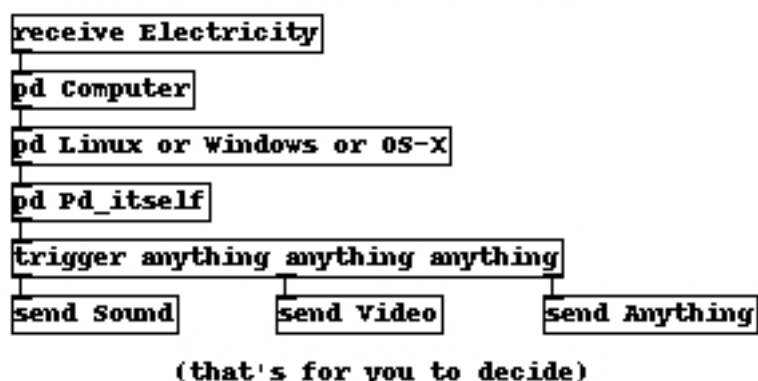 receive Electricity
pd Computer
pd Linux or Windows or OS-X
pd Pd_itself
trigger anything anything anything
send Sound send Video send Anything
(that's for you to decide)